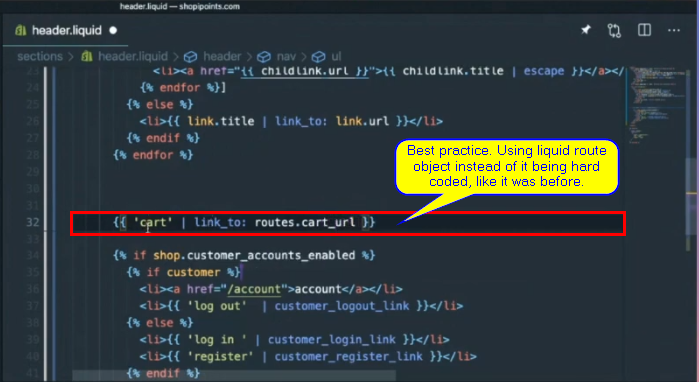 header.liquid — shopipoints.com
header.liquid
sections > header.liquid > header > nav > ul
23 <li><a href="{{ childlink.url }}">{{ childlink.title | escape }}</a></
24 {% endfor %}]
25 {% else %}
26 <li>{{ link.title | link_to: link.url }}</li>
27 {% endif %}
28 {% endfor %}
Best practice. Using liquid route
object instead of it being hard
coded, like it was before.
32 {{ 'cart' | link_to: routes.cart_url }}
33
34 {% if shop.customer_accounts_enabled %}
35 {% if customer %}
36 <li><a href="/account">account</a></li>
37 <li>{{ 'log out' | customer_logout_link }}</li>
38 {% else %}
39 <li>{{ 'log in ' | customer_login_link }}</li>
40 <li>{{ 'register' | customer_register_link }}</li>
41 {% endif %}